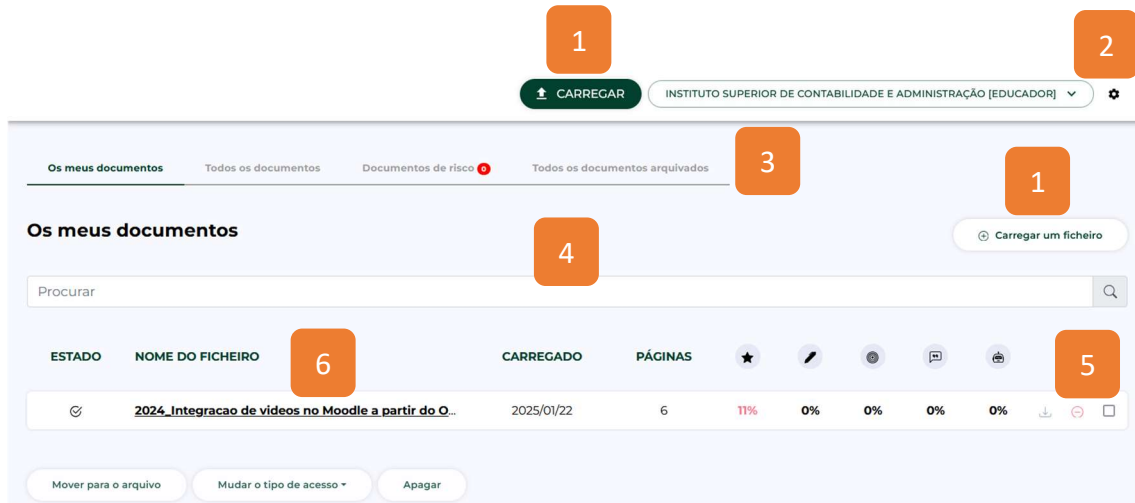 1
2
CARREGAR
INSTITUTO SUPERIOR DE CONTABILIDADE E ADMINISTRAÇÃO [EDUCADOR]
Os meus documentos Todos os documentos Documentos de risco 0 Todos os documentos arquivados
3
1
Os meus documentos
Carregar um ficheiro
4
Procurar
ESTADO NOME DO FICHEIRO CARREGADO PÁGINAS
6
5
2024_Integracao de videos no Moodle a partir do O... 2025/01/22 6 11% 0% 0% 0% 0%
Mover para o arquivo Mudar o tipo de acesso Apagar